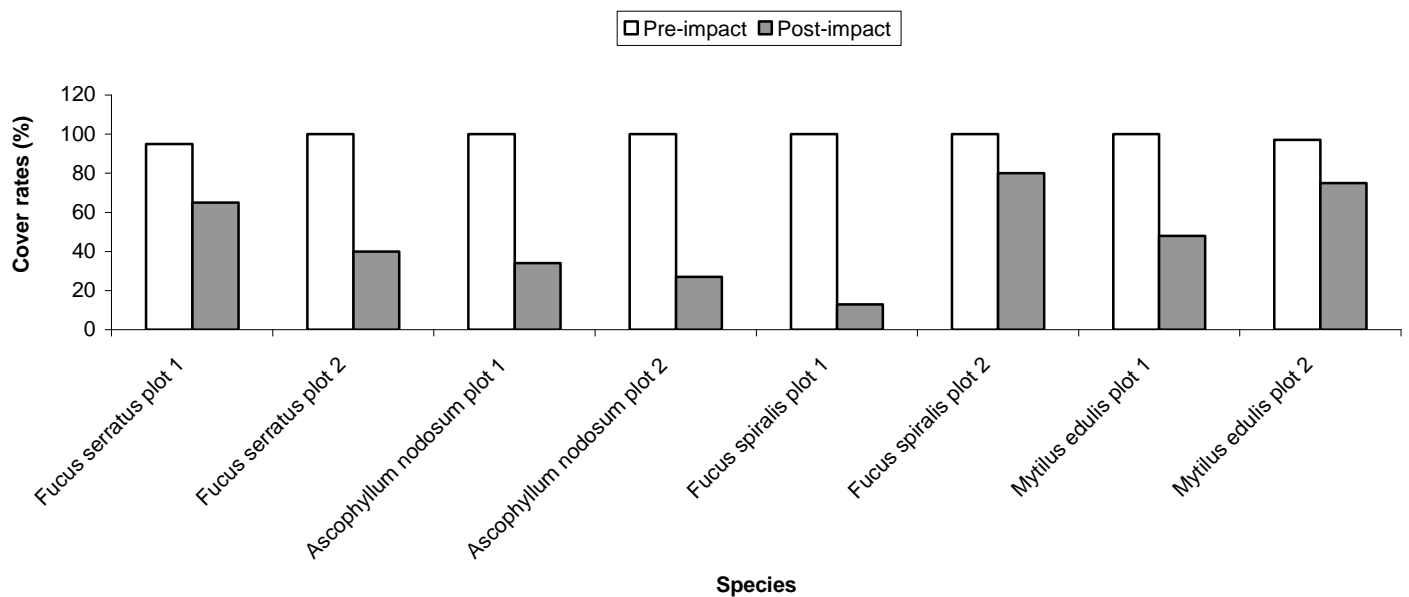 Pre-impact Post-impact
Cover rates (%)
120
100
80
60
40
20
0
Fucus serratus plot 1
Fucus serratus plot 2
Ascophyllum nodosum plot 1
Ascophyllum nodosum plot 2
Fucus spiralis plot 1
Fucus spiralis plot 2
Mytilus edulis plot 1
Mytilus edulis plot 2
Species